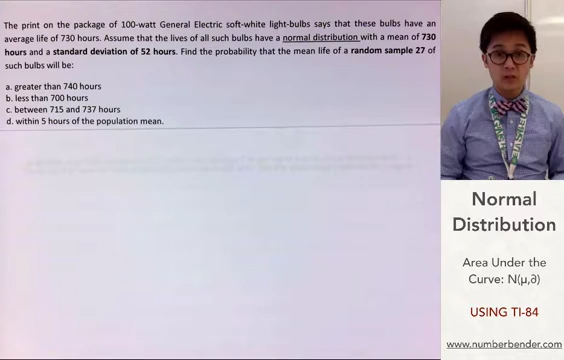 The print on the package of 100-watt General Electric soft-white light-bulbs says that these bulbs have an
average life of 730 hours. Assume that the lives of all such bulbs have a normal distribution with a mean of 730
hours and a standard deviation of 52 hours. Find the probability that the mean life of a random sample 27 of
such bulbs will be:
a. greater than 740 hours
b. less than 700 hours
c. between 715 and 737 hours
d. within 5 hours of the population mean.
Normal
Distribution
Area Under the
Curve: N(μ,∂)
USING TI-84
www.numberbender.com